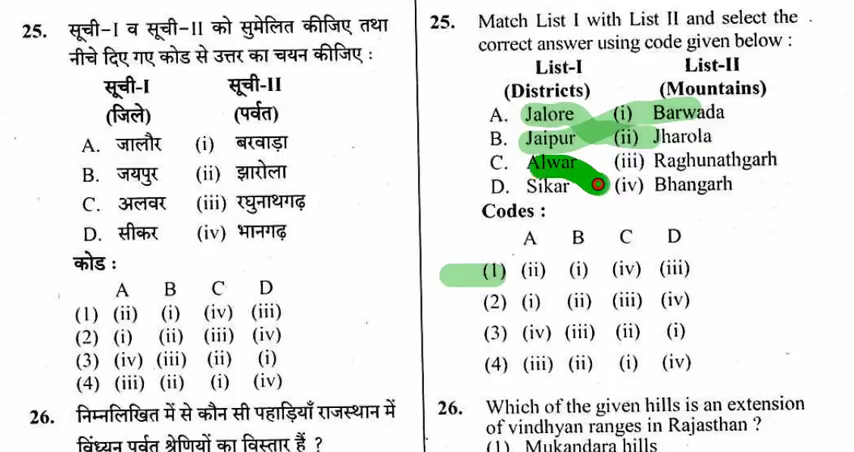 25. सूची-I व सूची-II को सुमेलित कीजिए तथा
नीचे दिए गए कोड से उत्तर का चयन कीजिए :
सूची-I सूची-II
(जिले) (पर्वत)
A. जालौर (i) बरवाड़ा
B. जयपुर (ii) झारोला
C. अलवर (iii) रघुनाथगढ़
D. सीकर (iv) भानगढ़
कोड :
A B C D
(1) (ii) (i) (iv) (iii)
(2) (i) (ii) (iii) (iv)
(3) (iv) (iii) (ii) (i)
(4) (iii) (ii) (i) (iv)
26. निम्नलिखित में से कौन सी पहाड़ियाँ राजस्थान में
विंध्यन पर्वत श्रेणियों का विस्तार हैं ?
25. Match List I with List II and select the
correct answer using code given below :
List-I List-II
(Districts) (Mountains)
A. Jalore (i) Barwada
B. Jaipur (ii) Jharola
C. Alwar (iii) Raghunathgarh
D. Sikar (iv) Bhangarh
Codes :
A B C D
(1) (ii) (i) (iv) (iii)
(2) (i) (ii) (iii) (iv)
(3) (iv) (iii) (ii) (i)
(4) (iii) (ii) (i) (iv)
26. Which of the given hills is an extension
of vindhyan ranges in Rajasthan ?
(1) Mukandara hills